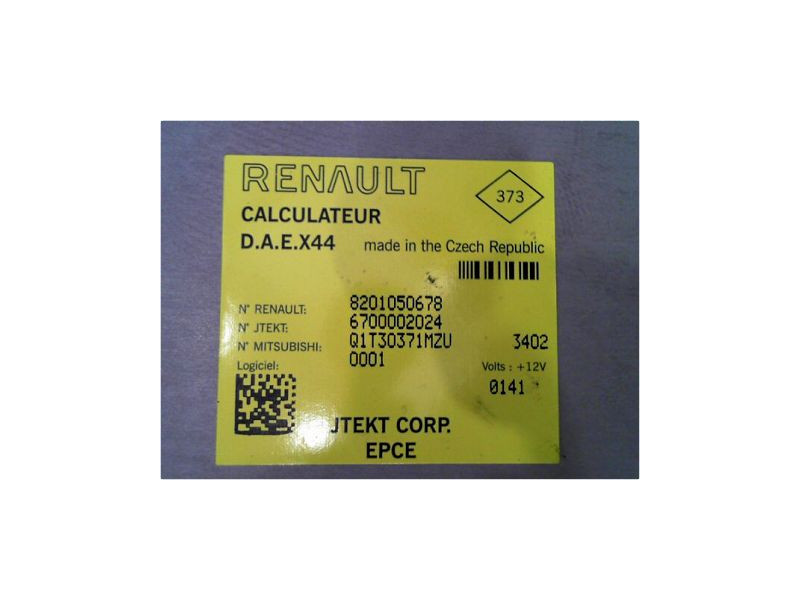 RENAULT
373
CALCULATEUR
D.A.E.X44 made in the Czech Republic
N° RENAULT: 8201050678
N° JTEKT: 6700002024
N° MITSUBISHI: Q1T30371MZU 3402
Logiciel: 0001 Volts : +12V
0141
JTEKT CORP.
EPCE